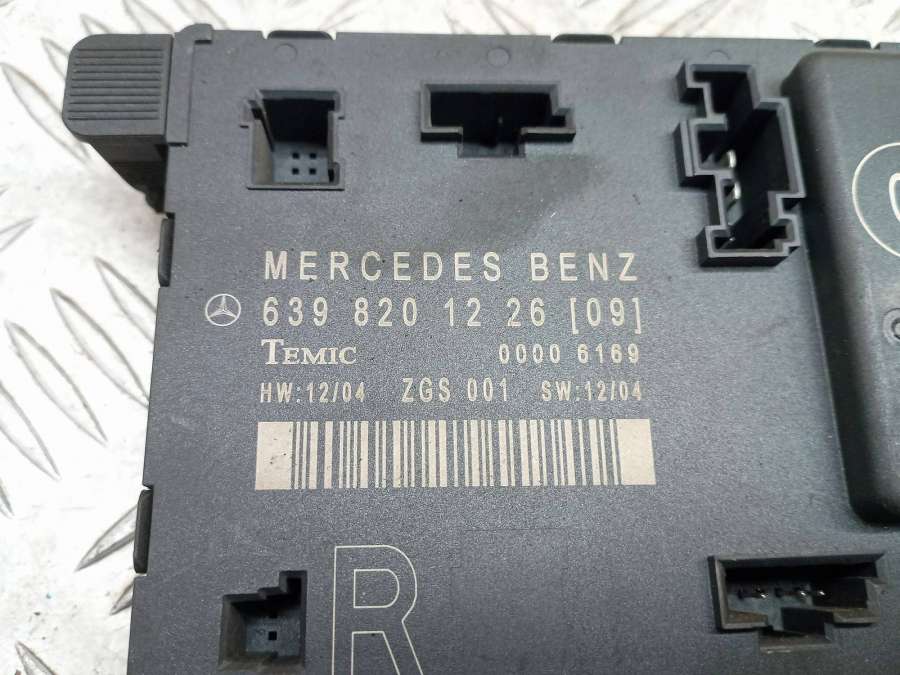 MERCEDES BENZ
639 820 12 26 [09]
TEMIC 0000 6169
HW:12/04 ZGS 001 SW:12/04
R